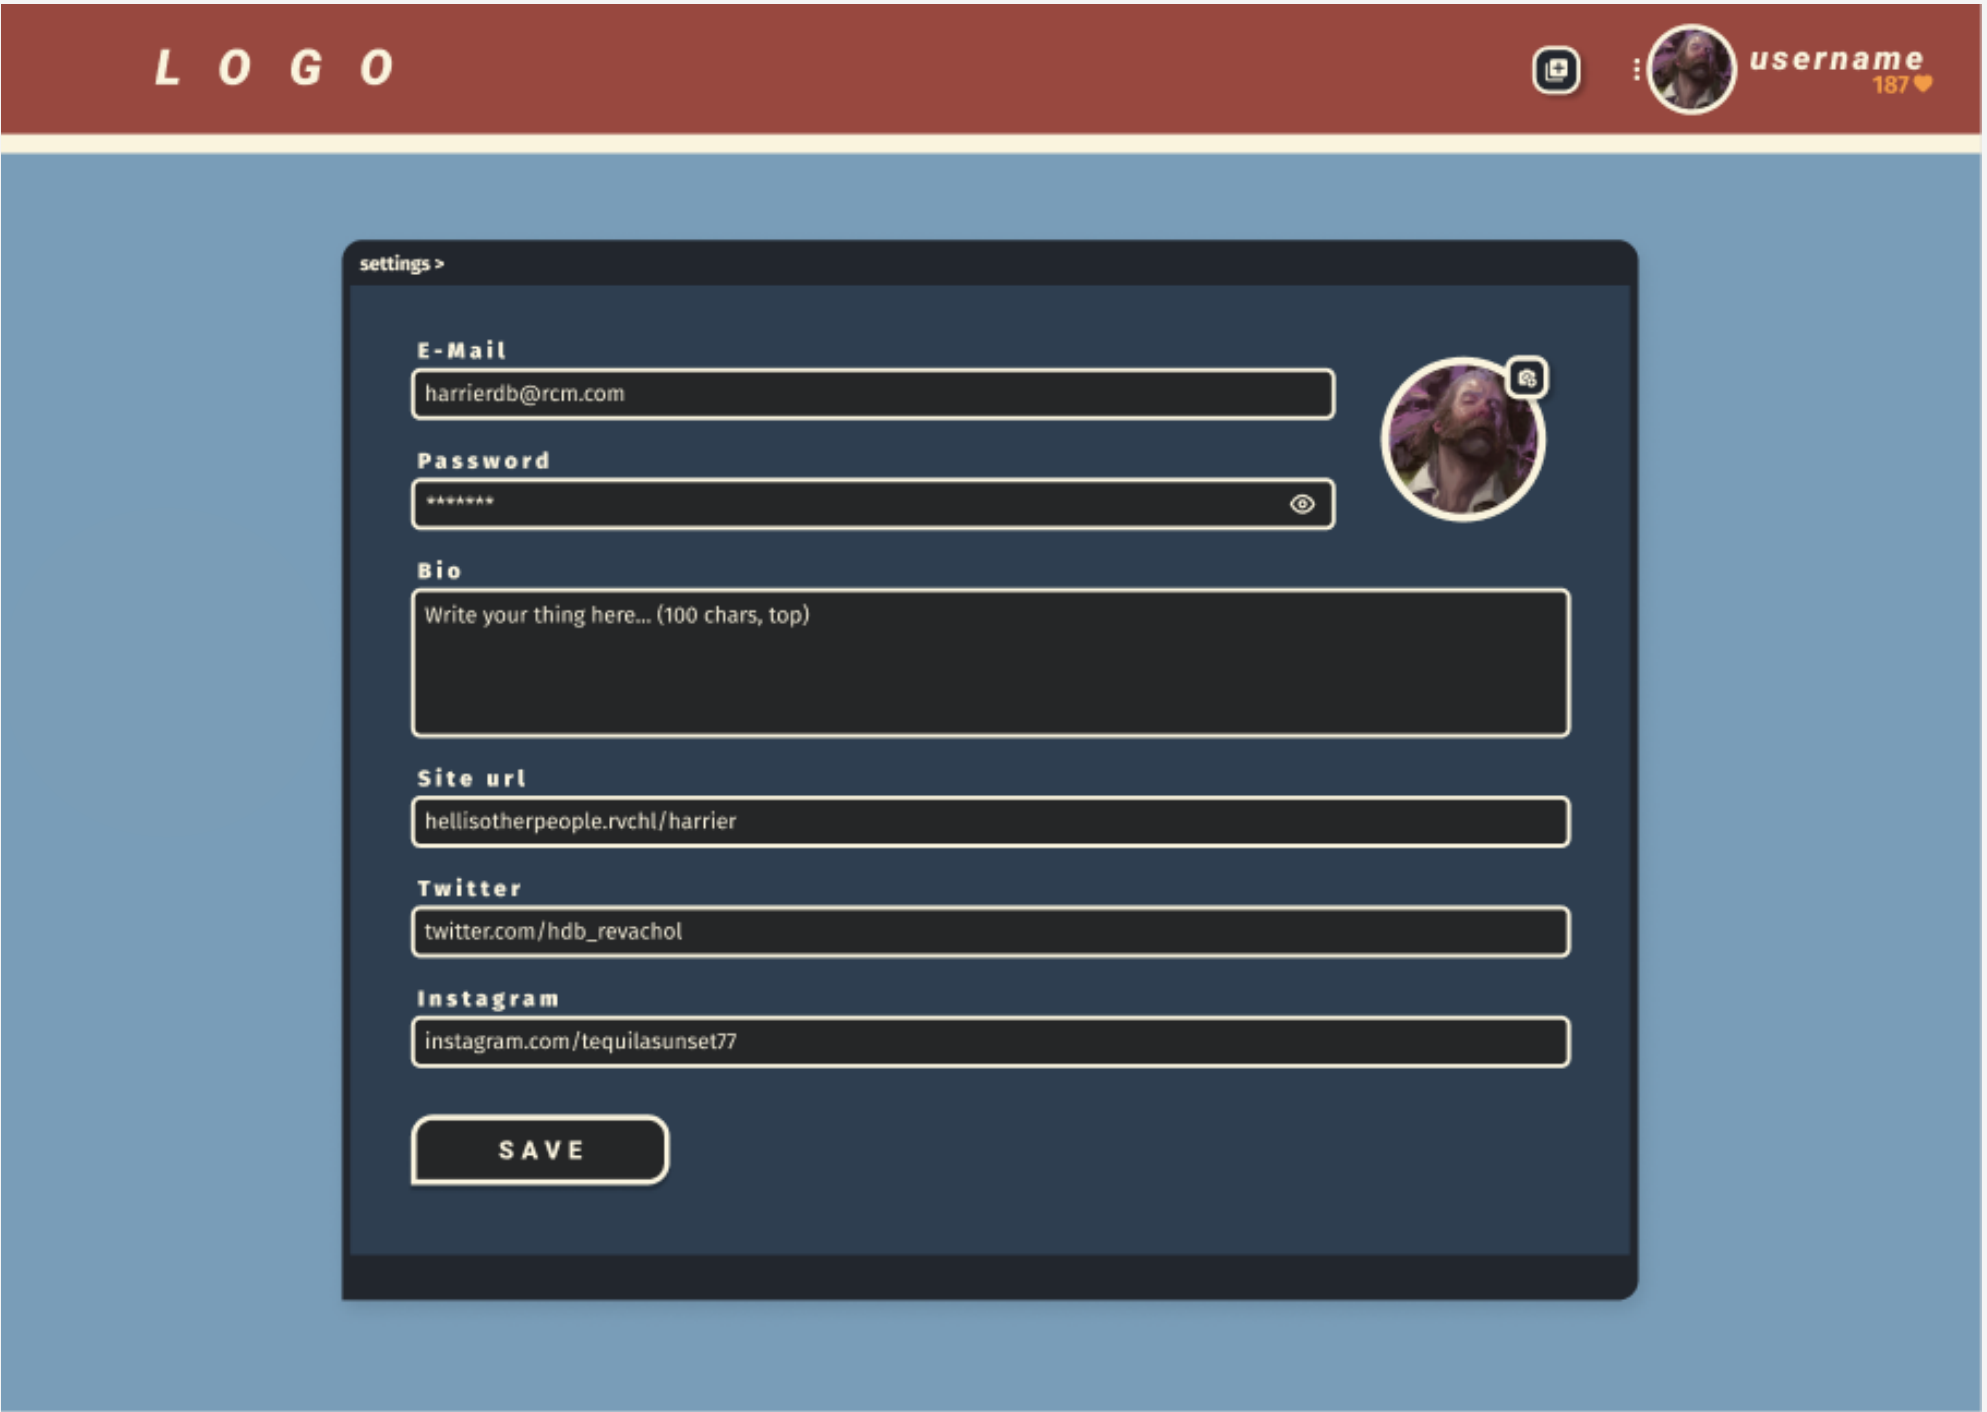 LOGO
username
187
settings >
E-Mail
harrierdb@rcm.com
Password
*******
Bio
Write your thing here... (100 chars, top)
Site url
hellisotherpeople.rvchl/harrier
Twitter
twitter.com/hdb_revachol
Instagram
instagram.com/tequilasunset77
SAVE